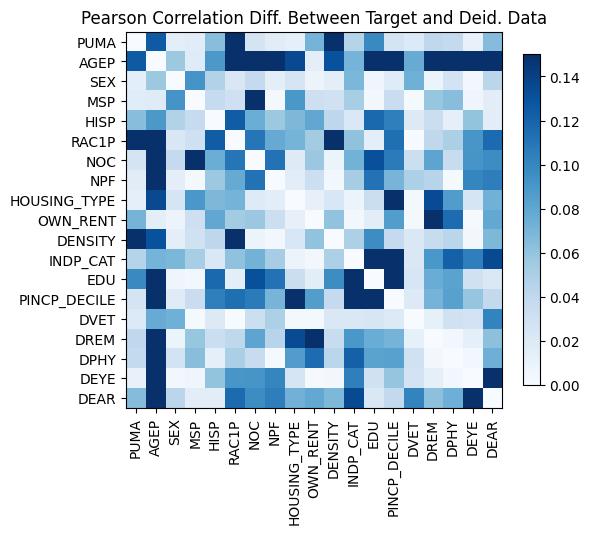 Pearson Correlation Diff. Between Target and Deid. Data
PUMA
AGEP
SEX
MSP
HISP
RAC1P
NOC
NPF
HOUSING_TYPE
OWN_RENT
DENSITY
INDP_CAT
EDU
PINCP_DECILE
DVET
DREM
DPHY
DEYE
DEAR
0.14
0.12
0.10
0.08
0.06
0.04
0.02
0.00
PUMA
AGEP
SEX
MSP
HISP
RAC1P
NOC
NPF
HOUSING_TYPE
OWN_RENT
DENSITY
INDP_CAT
EDU
PINCP_DECILE
DVET
DREM
DPHY
DEYE
DEAR